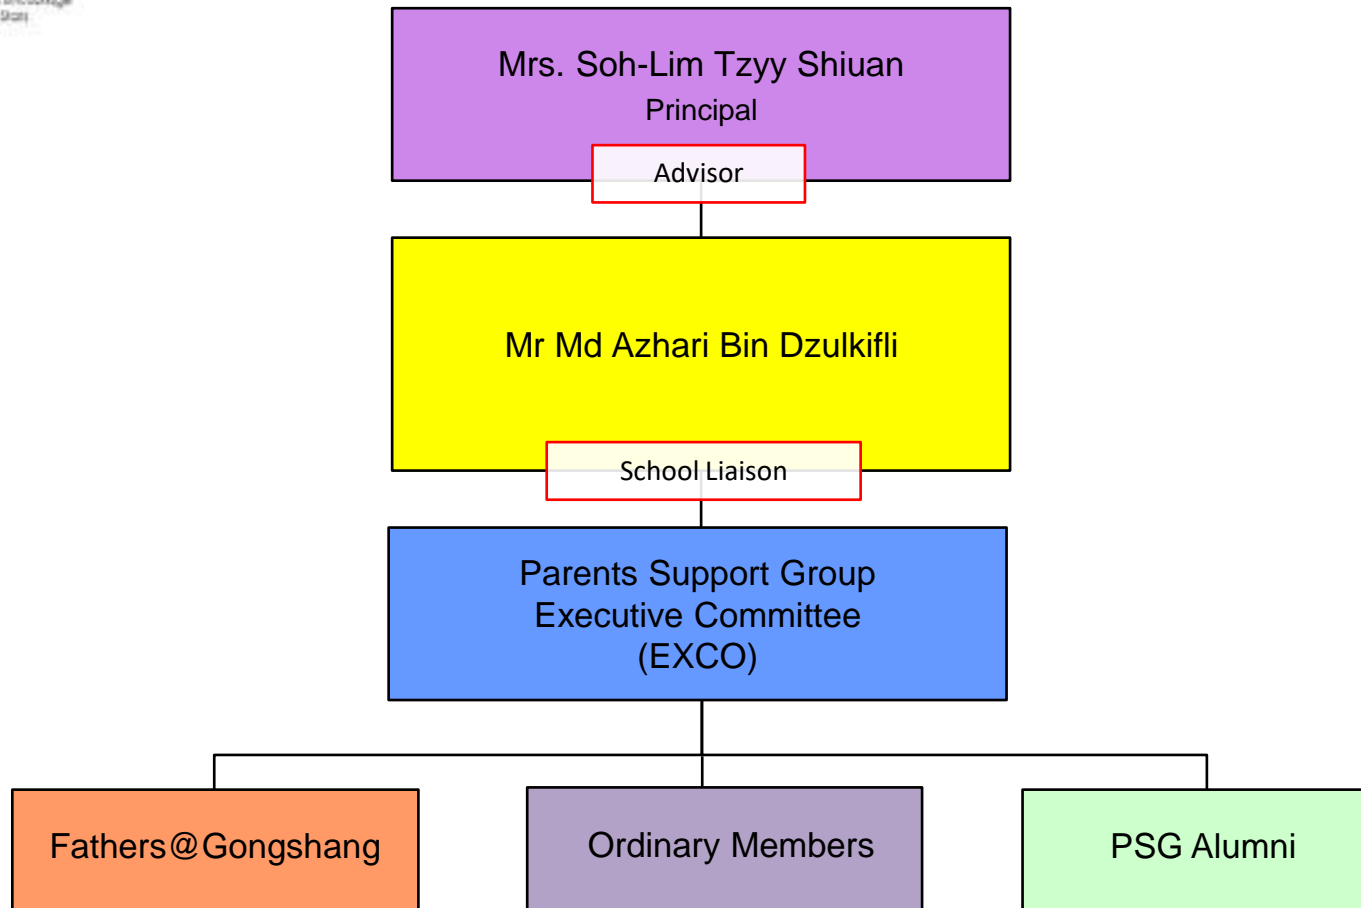 Mrs. Soh-Lim Tzyy Shiuan
Principal
Advisor
Mr Md Azhari Bin Dzulkifli
School Liaison
Parents Support Group
Executive Committee
(EXCO)
Fathers@Gongshang
Ordinary Members
PSG Alumni